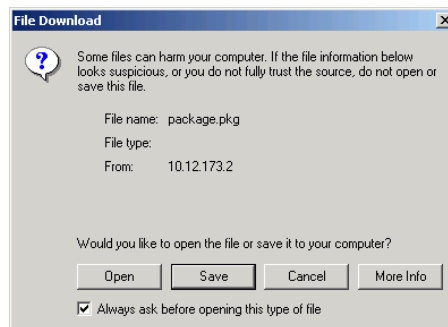 File Download
Some files can harm your computer. If the file information below
looks suspicious, or you do not fully trust the source, do not open or
save this file.
File name: package.pkg
File type:
From: 10.12.173.2
Would you like to open the file or save it to your computer?
Open Save Cancel More Info
Always ask before opening this type of file